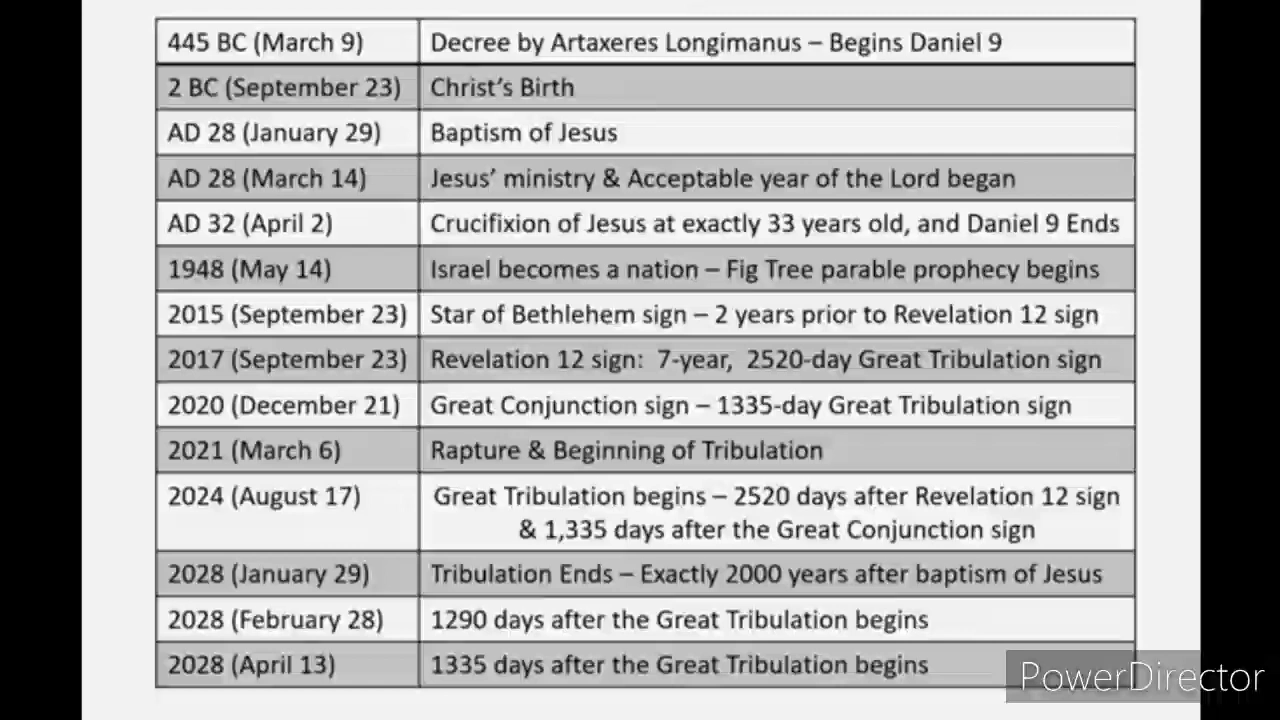 445 BC (March 9) Decree by Artaxeres Longimanus – Begins Daniel 9
2 BC (September 23) Christ's Birth
AD 28 (January 29) Baptism of Jesus
AD 28 (March 14) Jesus' ministry & Acceptable year of the Lord began
AD 32 (April 2) Crucifixion of Jesus at exactly 33 years old, and Daniel 9 Ends
1948 (May 14) Israel becomes a nation – Fig Tree parable prophecy begins
2015 (September 23) Star of Bethlehem sign – 2 years prior to Revelation 12 sign
2017 (September 23) Revelation 12 sign: 7-year, 2520-day Great Tribulation sign
2020 (December 21) Great Conjunction sign – 1335-day Great Tribulation sign
2021 (March 6) Rapture & Beginning of Tribulation
2024 (August 17) Great Tribulation begins – 2520 days after Revelation 12 sign
& 1,335 days after the Great Conjunction sign
2028 (January 29) Tribulation Ends – Exactly 2000 years after baptism of Jesus
2028 (February 28) 1290 days after the Great Tribulation begins
2028 (April 13) 1335 days after the Great Tribulation begins
PowerDirector